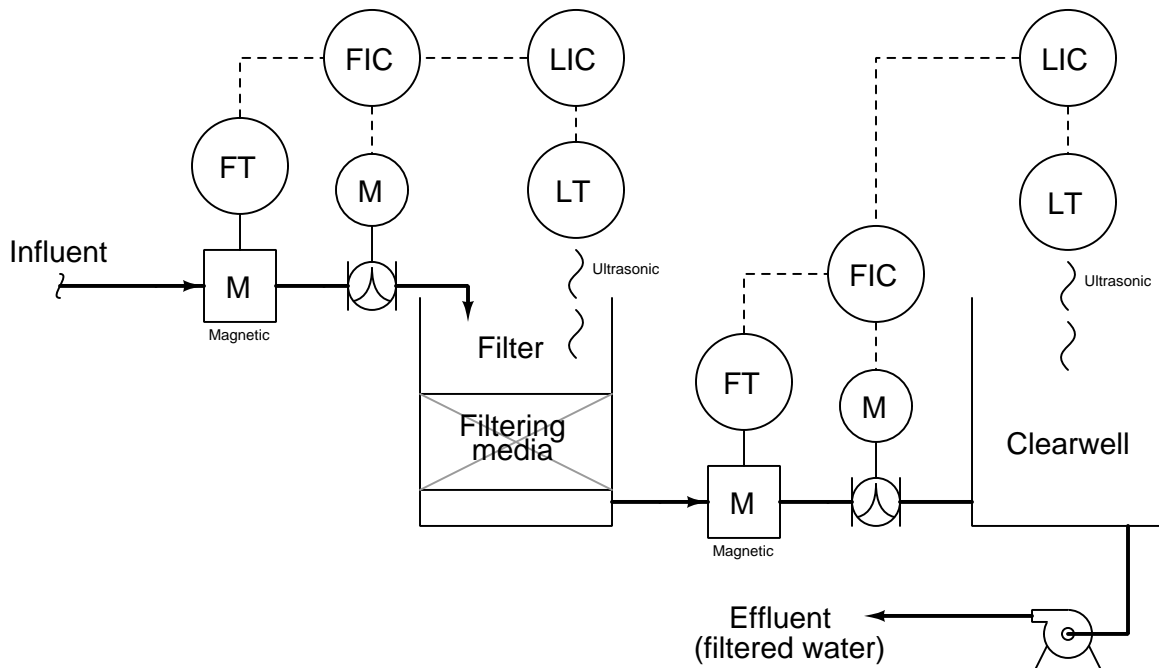 FIC
LIC
LIC
FT
M
LT
LT
Influent
M
Magnetic
Ultrasonic
FIC
Ultrasonic
Filter
FT
M
Filtering
media
Clearwell
M
Magnetic
Effluent
(filtered water)